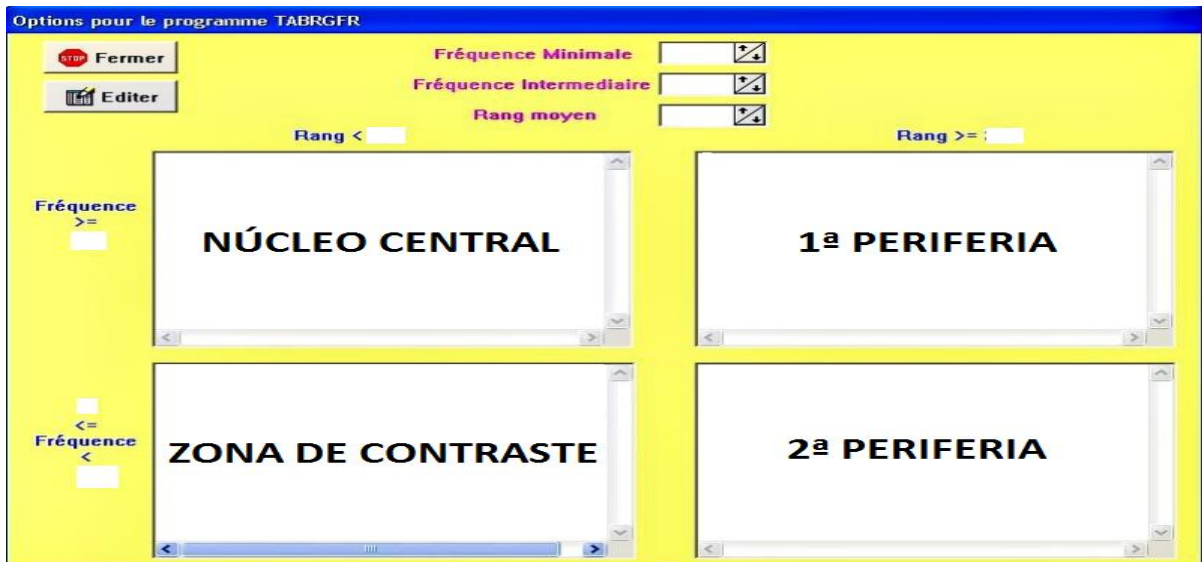 Options pour le programme TABRGFR
STOP Fermer
Fréquence Minimale
Editer
Fréquence Intermediaire
Rang moyen
Rang <
Rang >= :
Fréquence
>=
NÚCLEO CENTRAL
1ª PERIFERIA
<=
Fréquence
<
ZONA DE CONTRASTE
2ª PERIFERIA